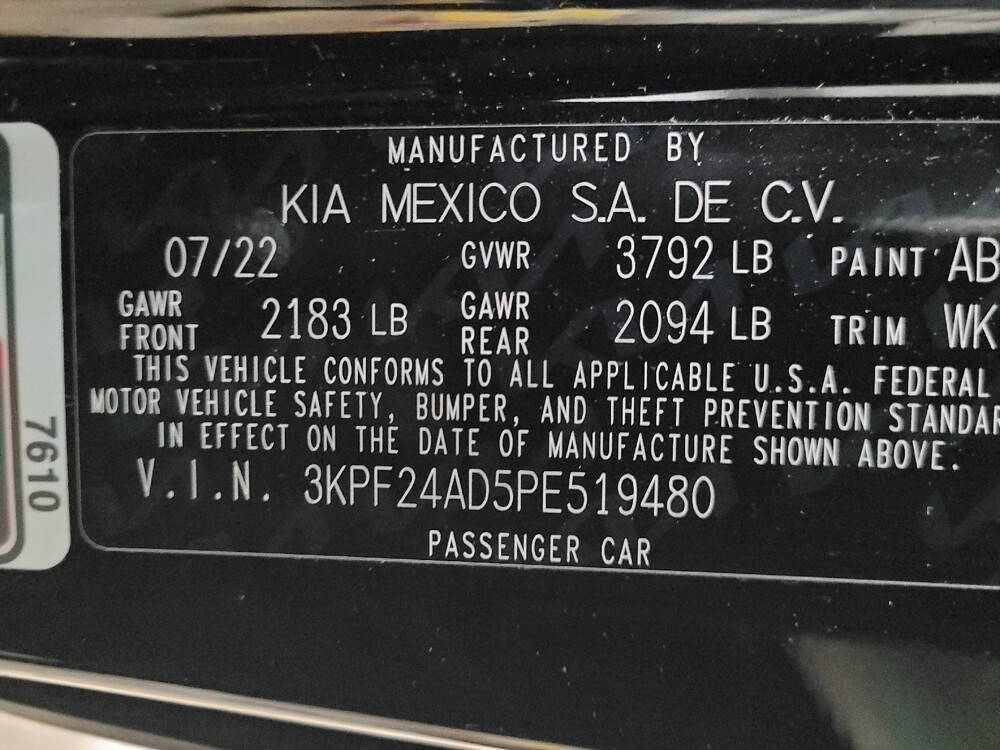 MANUFACTURED BY
KIA MEXICO S.A. DE C.V.
07/22 GVWR 3792 LB PAINT AB
GAWR FRONT 2183 LB GAWR REAR 2094 LB TRIM WK
THIS VEHICLE CONFORMS TO ALL APPLICABLE U.S.A. FEDERAL
MOTOR VEHICLE SAFETY, BUMPER, AND THEFT PREVENTION STANDAR
IN EFFECT ON THE DATE OF MANUFACTURE SHOWN ABOVE.
V.I.N. 3KPF24AD5PE519480
PASSENGER CAR
7610